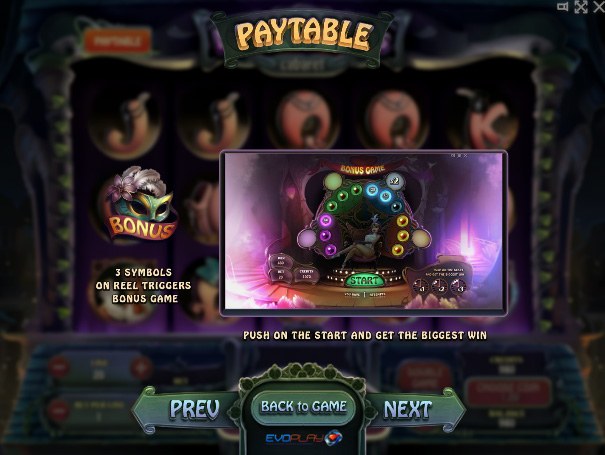 PAYTABLE
PAYTABLE
BONUS GAME
BONUS
START
3 SYMBOLS
ON REEL TRIGGERS
BONUS GAME
PUSH ON THE START AND GET THE BIGGEST WIN
PREV
BACK TO GAME
NEXT
EVOPLAY